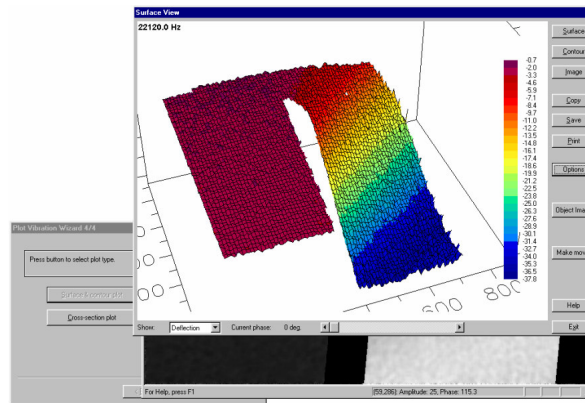 Surface View
22120.0 Hz
Surface
Contour
Image
Copy
Save
Print
Options
Object Ima
Make mov
Help
Exit
-0.7
-2.0
-3.3
-4.6
-5.9
-7.1
-8.4
-9.7
-11.0
-12.2
-13.5
-14.8
-16.1
-17.4
-18.6
-19.9
-21.2
-22.5
-23.8
-25.0
-26.3
-27.6
-28.9
-30.1
-31.4
-32.7
-34.0
-35.3
-36.5
-37.8
600
800
Plot Vibration Wizard 4/4
Press button to select plot type.
Surface & contour plot
Cross-section plot
Show: Deflection Current phase: 0 deg.
For Help, press F1
(59,286) Amplitude: 25, Phase: 115.3